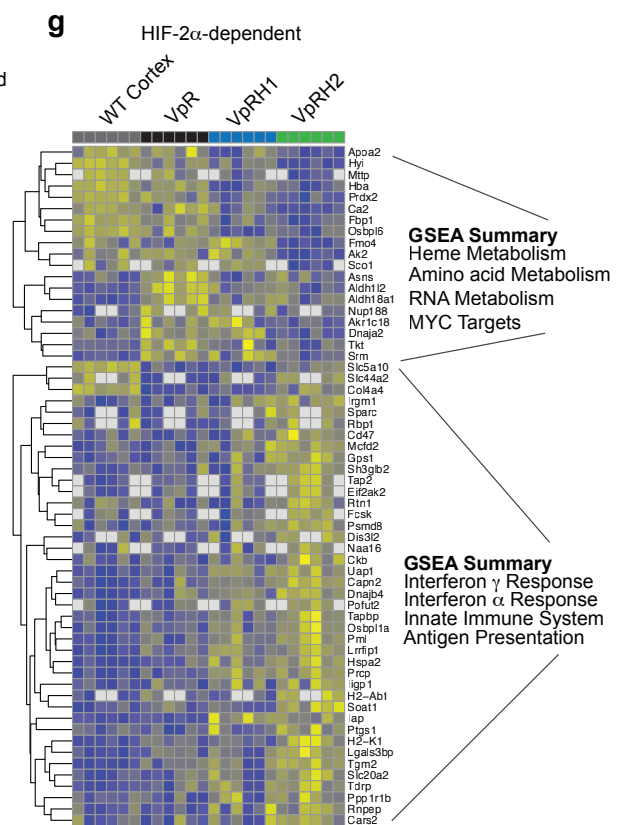 g
HIF-2α-dependent
d
WT Cortex
VpR
VpRH1
VpRH2
Appa2
Hyi
Mttp
Hba
Prdx2
Ca2
Fbp1
Osbpl6
Fmo4
Ak2
Sco1
Asns
Aldh1l2
Aldh18a1
Nup188
Akr1c18
Dnaja2
Tkt
Srm
Slc5a10
Slc44a2
Col4a4
Irgm1
Sparc
Rbp1
Cd47
Mcfd2
Gps1
Sh3glb2
Tap2
Eif2ak2
Rtn1
Fcsk
Psmd8
Dis3l2
Naa16
Ckb
Uap1
Capn2
Dnajb4
Pofut2
Tapbp
Osbpl1a
Pml
Lrrfip1
Hspa2
Prcp
Iigp1
H2-Ab1
Soat1
Iap
Ptgs1
H2-K1
Lgals3bp
Tgm2
Slc20a2
Tdrp
Ppp1r1b
Rnpep
Cars2
GSEA Summary
Heme Metabolism
Amino acid Metabolism
RNA Metabolism
MYC Targets
GSEA Summary
Interferon γ Response
Interferon α Response
Innate Immune System
Antigen Presentation